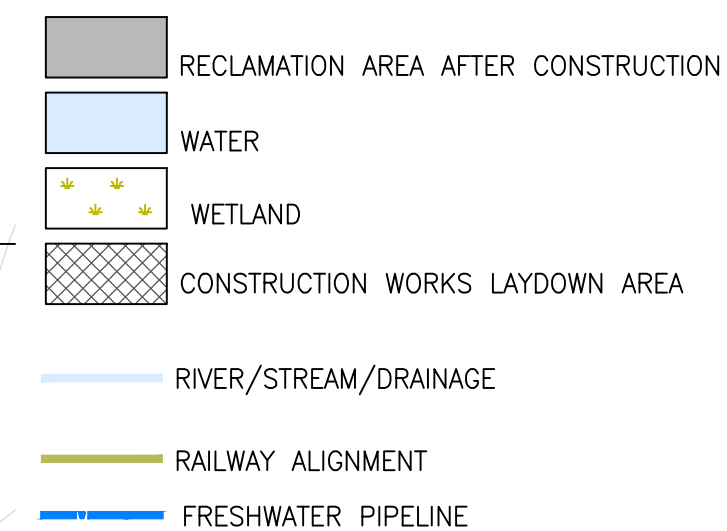 RECLAMATION AREA AFTER CONSTRUCTION
WATER
WETLAND
CONSTRUCTION WORKS LAYDOWN AREA
RIVER/STREAM/DRAINAGE
RAILWAY ALIGNMENT
FRESHWATER PIPELINE